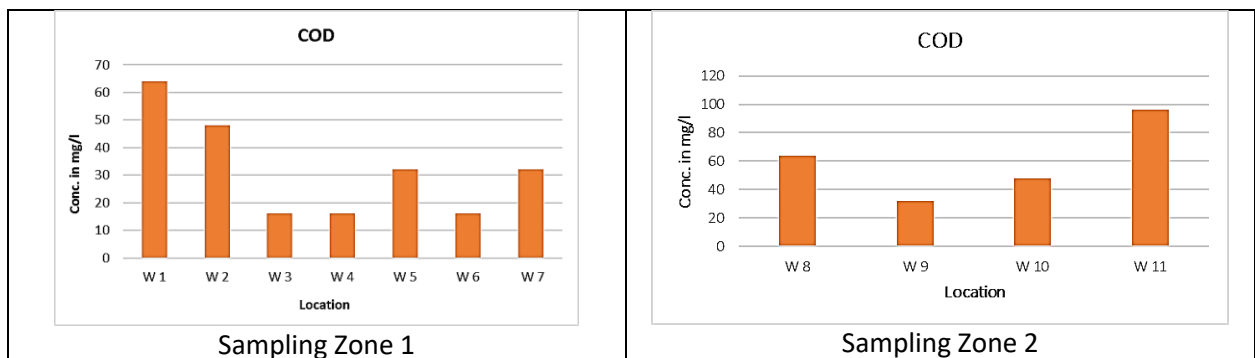 COD
70
60
50
40
30
20
10
0
Conc. in mg/l
W 1 W 2 W 3 W 4 W 5 W 6 W 7
Location
Sampling Zone 1
COD
120
100
80
60
40
20
0
Conc. in mg/l
W 8 W 9 W 10 W 11
Location
Sampling Zone 2